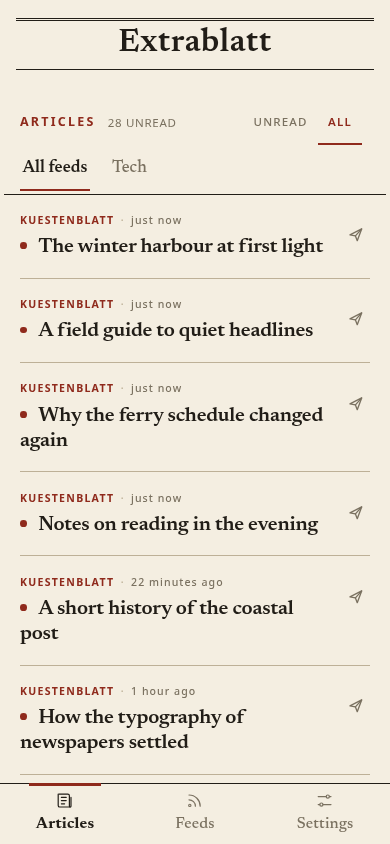 Extrablatt
ARTICLES 28 UNREAD UNREAD ALL
All feeds Tech
KUESTENBLATT · just now
The winter harbour at first light
KUESTENBLATT · just now
A field guide to quiet headlines
KUESTENBLATT · just now
Why the ferry schedule changed
again
KUESTENBLATT · just now
Notes on reading in the evening
KUESTENBLATT · 22 minutes ago
A short history of the coastal
post
KUESTENBLATT · 1 hour ago
How the typography of
newspapers settled
Articles Feeds Settings